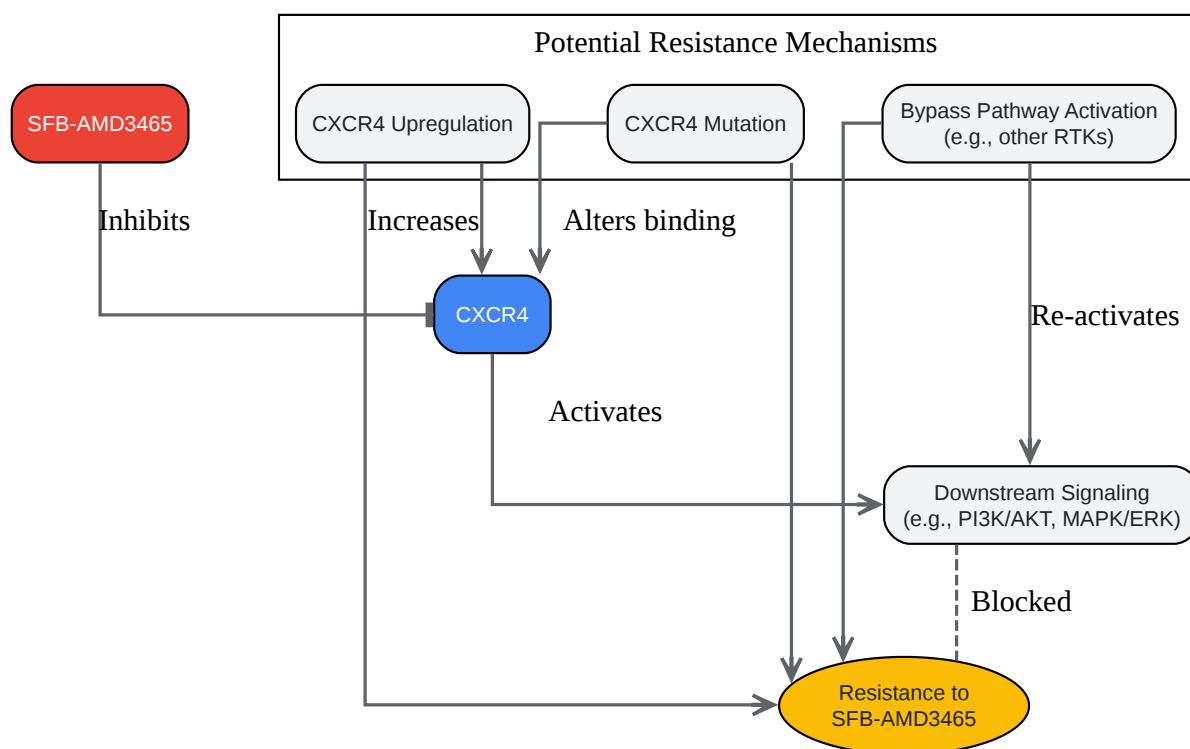 Potential Resistance Mechanisms
SFB-AMD3465
CXCR4 Upregulation
CXCR4 Mutation
Bypass Pathway Activation
(e.g., other RTKs)
Inhibits
Increases
Alters binding
CXCR4
Re-activates
Activates
Downstream Signaling
(e.g., PI3K/AKT, MAPK/ERK)
Blocked
Resistance to
SFB-AMD3465